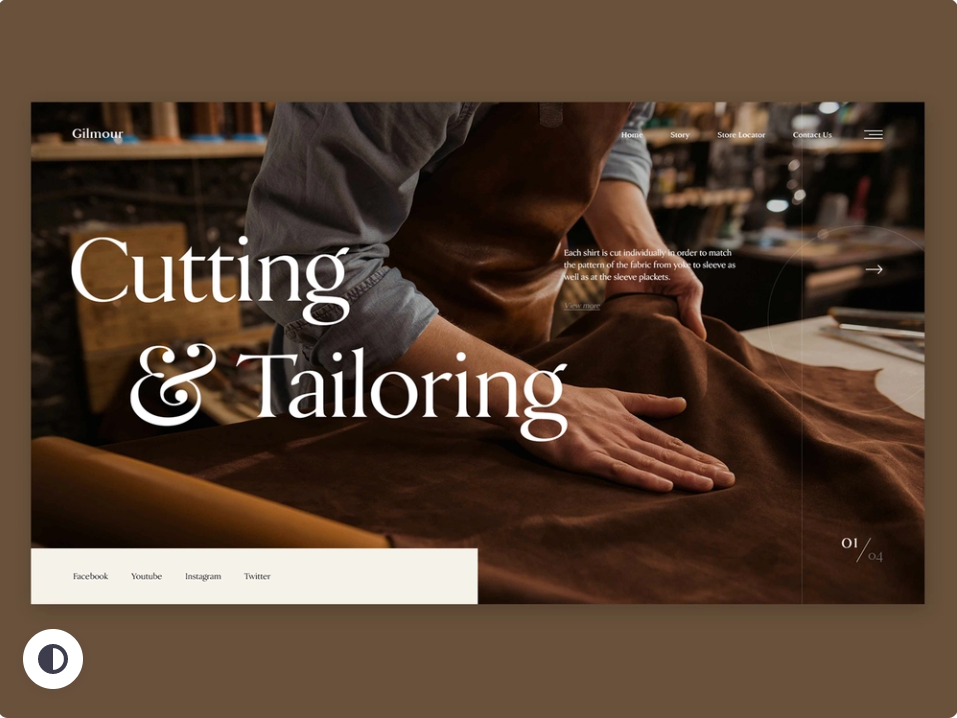 Gilmour
Home Story Store Locator Contact Us
Cutting
& Tailoring
Each shirt is cut individually in order to match
the pattern of the fabric from yoke to sleeve as
well as at the sleeve plackets.
View more
01/04
Facebook Youtube Instagram Twitter